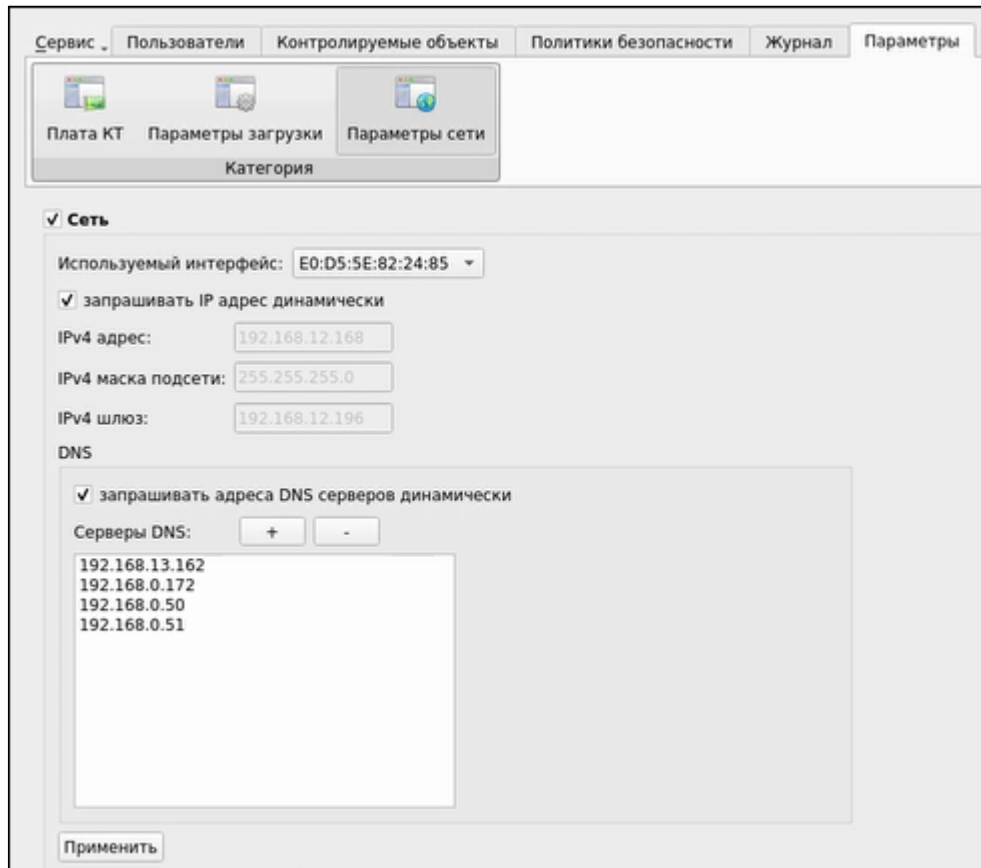 Сервис Пользователи Контролируемые объекты Политики безопасности Журнал Параметры
Плата КТ Параметры загрузки Параметры сети
Категория
Сеть
Используемый интерфейс: E0:D5:5E:82:24:85
запрашивать IP адрес динамически
IPv4 адрес: 192.168.12.168
IPv4 маска подсети: 255.255.255.0
IPv4 шлюз: 192.168.12.196
DNS
запрашивать адреса DNS серверов динамически
Серверы DNS: + -
192.168.13.162
192.168.0.172
192.168.0.50
192.168.0.51
Применить